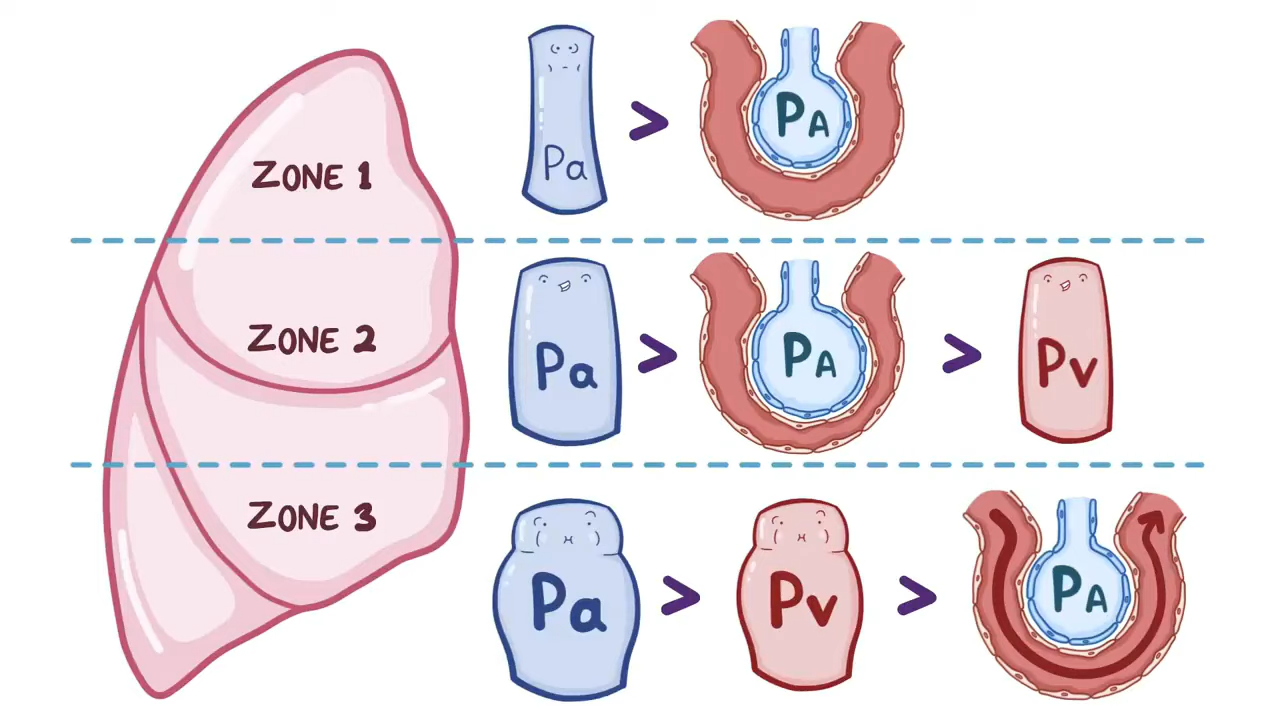 ZONE 1
Pa > PA
ZONE 2
Pa > PA > Pv
ZONE 3
Pa > Pv > PA